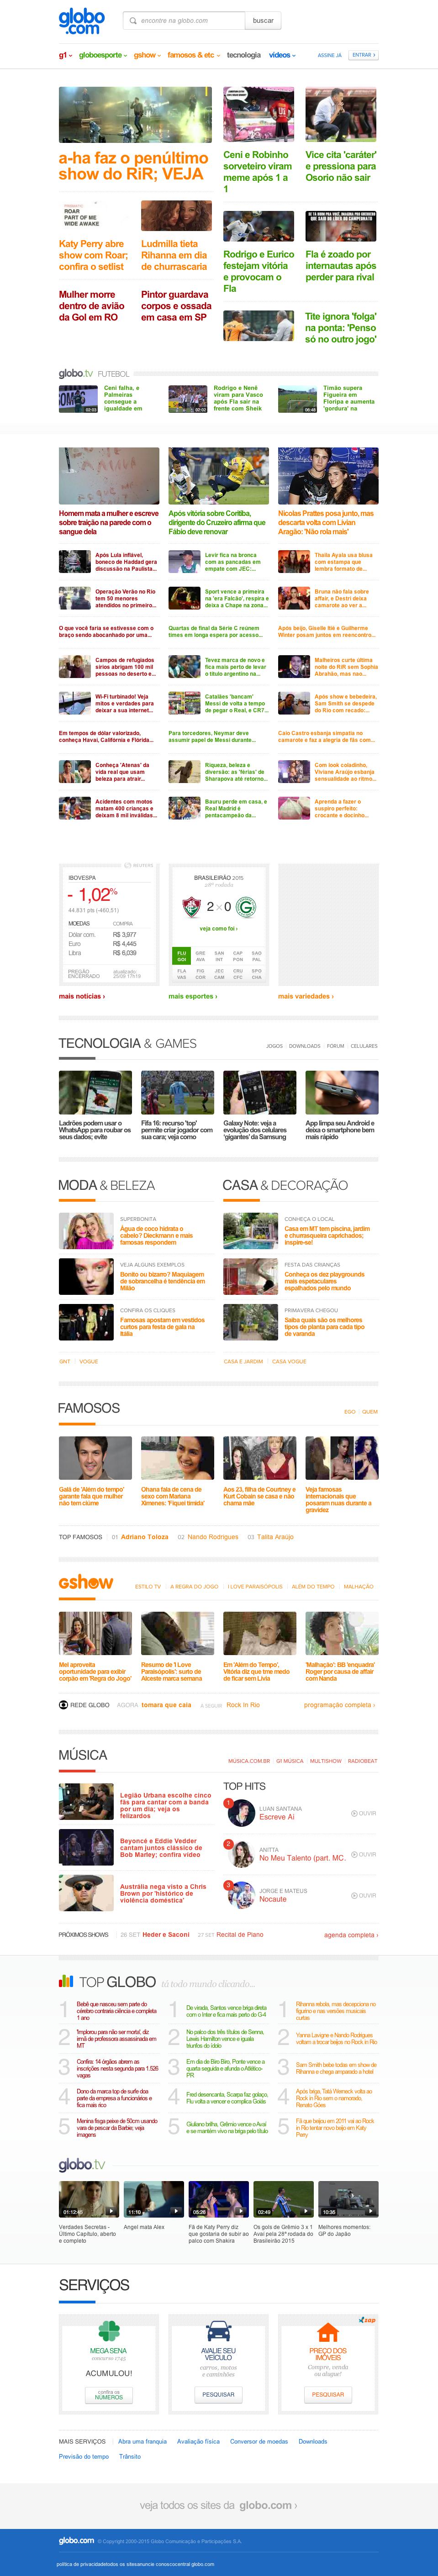 globo
.com
encontre na globo.com
buscar
g1
globoesporte
gshow
famosos & etc
tecnologia
vídeos
ASSINE JÁ
ENTRAR ›
a-ha faz o penúltimo
show do RiR; VEJA
Ceni e Robinho
sorveteiro viram
meme após 1 a
1
Vice cita 'caráter'
e pressiona para
Osorio não sair
ROAR
PART OF ME
WIDE AWAKE
Katy Perry abre
show com Roar;
confira o setlist
Ludmilla tieta
Rihanna em dia
de churrascaria
Rodrigo e Eurico
festejam vitória
e provocam o
Fla
Fla é zoado por
internautas após
perder para rival
Mulher morre
dentro de avião
da Gol em RO
Pintor guardava
corpos e ossada
em casa em SP
Tite ignora 'folga'
na ponta: 'Penso
só no outro jogo'
globo.tv FUTEBOL
Ceni falha, e
Palmeiras
consegue a
igualdade em
Rodrigo e Nenê
viram para Vasco
após Fla sair na
frente com Sheik
Timão supera
Figueira em
Floripa e aumenta
'gordura' na
Homem mata a mulher e escreve
sobre traição na parede com o
sangue dela
Após vitória sobre Coritiba,
dirigente do Cruzeiro afirma que
Fábio deve renovar
Nicolas Prattes posa junto, mas
descarta volta com Lívian
Aragão: 'Não rola mais'
Após Lula inflável,
boneco de Haddad gera
discussão na Paulista...
Levir fica na bronca
com as pancadas em
empate com JEC:...
Thaila Ayala usa blusa
com estampa que
lembra formato de...
Operação Verão no Rio
tem 50 menores
atendidos no primeiro...
Sport vence a primeira
na 'era Falcão', respira e
deixa a Chape na zona...
Bruna não fala sobre
affair, e Destri deixa
camarote ao ver a...
O que você faria se estivesse com o
braço sendo abocanhado por uma...
Quartas de final da Série C reúnem
times em longa espera por acesso...
Após beijo, Giselle Itié e Guilherme
Winter posam juntos em reencontro...
Campos de refugiados
sírios abrigam 190 mil
pessoas no deserto e...
Tevez marca de novo e
fica mais perto de levar
o título argentino na...
Malheiros curte última
noite do RiR sem Sophia
Abrahão, mas nao...
Wi-Fi turbinado! Veja
mitos e verdades para
deixar a sua internet...
Catalães 'bancam'
Messi de volta a tempo
de pegar o Real, e CR7...
Após show e bebedeira,
Sam Smith se despede
do Rio com recado:...
Em tempos de dólar valorizado,
conheça Havaí, Califórnia e Flórida...
Para torcedores, Neymar deve
assumir papel de Messi durante...
Caio Castro esbanja simpatia no
camarote e faz a alegria de fãs com...
Conheça 'Atenas' da
vida real que usam
beleza para atrair...
Riqueza, beleza e
diversão: as 'férias' de
Sharapova até retorno...
Com look coladinho,
Viviane Araújo esbanja
sensualidade ao ritmo...
Acidentes com motos
matam 400 crianças e
deixam 8 mil inválidas...
Bauru perde em casa, e
Real Madrid é
pentacampeão da...
Aprenda a fazer o
suspiro perfeito:
crocante e docinho...
IBOVESPA
- 1,02%
44.831 pts (-460,51)
MOEDAS COMPRA
Dólar com. R$ 3,977
Euro R$ 4,445
Libra R$ 6,039
PREGÃO
ENCERRADO
atualizado
25/09 17h19
BRASILEIRÃO 2015
28ª rodada
2 × 0
veja como foi ›
FLU GRE SAN CAP SAO
GOI AVA INT PON PAL
FLA FIG JEC CRU SPO
VAS COR CAM CFC CHA
mais notícias ›
mais esportes ›
mais variedades ›
TECNOLOGIA & GAMES
JOGOS DOWNLOADS FÓRUM CELULARES
Ladrões podem usar o
WhatsApp para roubar os
seus dados; evite
Fifa 16: recurso 'top'
permite criar jogador com
sua cara; veja como
Galaxy Note: veja a
evolução dos celulares
'gigantes' da Samsung
App limpa seu Android e
deixa o smartphone bem
mais rápido
MODA & BELEZA
CASA & DECORAÇÃO
SUPERBONITA
Água de coco hidrata o
cabelo? Dieckmann e mais
famosas respondem
CONHEÇA O LOCAL
Casa em MT tem piscina, jardim
e churrasqueira caprichados;
inspire-se!
VEJA ALGUNS EXEMPLOS
Bonito ou bizarro? Maquiagem
de sobrancelha é tendência em
Milão
FESTA DAS CRIANÇAS
Conheça os dez playgrounds
mais espetaculares
espalhados pelo mundo
CONFIRA OS CLIQUES
Famosas apostam em vestidos
curtos para festa de gala na
Itália
PRIMAVERA CHEGOU
Saiba quais são os melhores
tipos de planta para cada tipo
de varanda
GNT VOGUE
CASA E JARDIM CASA VOGUE
FAMOSOS
EGO QUEM
Galã de 'Além do tempo'
garante fala que mulher
não tem ciúme
Ohana fala de cena de
sexo com Mariana
Ximenes: 'Fiquei tímida'
Aos 23, filha de Courtney e
Kurt Cobain se casa e não
chama mãe
Veja famosas
internacionais que
posaram nuas durante a
gravidez
TOP FAMOSOS 01 Adriano Toloza 02 Nando Rodrigues 03 Talita Araújo
gshow
ESTILO TV A REGRA DO JOGO I LOVE PARAISÓPOLIS ALÉM DO TEMPO MALHAÇÃO
Mel aproveita
oportunidade para exibir
corpão em 'Regra do Jogo'
Resumo de 'I Love
Paraisópolis': surto de
Alceste marca semana
Em 'Além do Tempo',
Vitória diz que tme medo
de ficar sem Lívia
'Malhação': BB 'enquadra'
Roger por causa de affair
com Nanda
REDE GLOBO AGORA tomara que caia A SEGUIR Rock In Rio programação completa ›
MÚSICA
MUSICA.COM.BR G1 MÚSICA MULTISHOW RADIOBEAT
Legião Urbana escolhe cinco
fãs para cantar com a banda
por um dia; veja os
felizardos
Beyoncé e Eddie Vedder
cantam juntos clássico de
Bob Marley; confira vídeo
Austrália nega visto a Chris
Brown por 'histórico de
violência doméstica'
TOP HITS
1 LUAN SANTANA
Escreve Aí
OUVIR
2 ANITTA
No Meu Talento (part. MC.
OUVIR
3 JORGE E MATEUS
Nocaute
OUVIR
PRÓXIMOS SHOWS 26 SET Heder e Saconi 27 SET Recital de Piano agenda completa ›
TOP GLOBO tá todo mundo clicando...
1 Bebê que nasceu sem parte do
cérebro contraria ciência e completa
1 ano
1 De virada, Santos vence briga direta
com o Inter e fica mais perto do G-4
1 Rihanna rebola, mas decepciona no
figurino e nas versões musicais
curtas
2 'Implorou para não ser morta', diz
irmã de professora assassinada em
MT
2 No palco dos três títulos de Senna,
Lewis Hamilton vence e iguala
triunfos do ídolo
2 Yanna Lavigne e Nando Rodrigues
voltam a trocar beijos no Rock in Rio
3 Confira: 14 órgãos abrem as
inscrições nesta segunda para 1.526
vagas
3 Em dia de Biro Biro, Ponte vence a
quarta seguida e afunda o Atlético-
PR
3 Sam Smith bebe todas em show de
Rihanna e chega amparado a hotel
4 Dono da marca top de surfe doa
parte da empresa a funcionários e
fica mais rico
4 Fred desencanta, Scarpa faz golaço,
Flu volta a vencer e complica Goiás
4 Após briga, Tatá Werneck volta ao
Rock in Rio sem o namorado,
Renato Góes
5 Menina fisga peixe de 50cm usando
vara de pescar da Barbie; veja
imagens
5 Giuliano brilha, Grêmio vence o Avaí
e se mantém vivo na briga pelo título
5 Fã que beijou em 2011 vai ao Rock
in Rio tentar novo beijo em Katy
Perry
globo.tv
01:12:41
11:10
05:28
02:49
10:35
Verdades Secretas -
Último Capítulo, aberto
e completo
Angel mata Alex
Fã de Katy Perry diz
que gostaria de subir ao
palco com Shakira
Os gols de Grêmio 3 x 1
Avaí pela 28ª rodada do
Brasileirão 2015
Melhores momentos:
GP do Japão
SERVIÇOS
MEGA SENA
concurso 1745
ACUMULOU!
confira os
NÚMEROS
AVALIE SEU
VEÍCULO
carros, motos
e caminhões
PESQUISAR
zap
PREÇO DOS
IMÓVEIS
Compre, venda
ou alugue!
PESQUISAR
MAIS SERVIÇOS Abra uma franquia Avaliação física Conversor de moedas Downloads
Previsão do tempo Trânsito
veja todos os sites da globo.com ›
globo.com © Copyright 2000-2015 Globo Comunicação e Participações S.A.
política de privacidadetodos os sitesanuncie conoscocentral globo.com